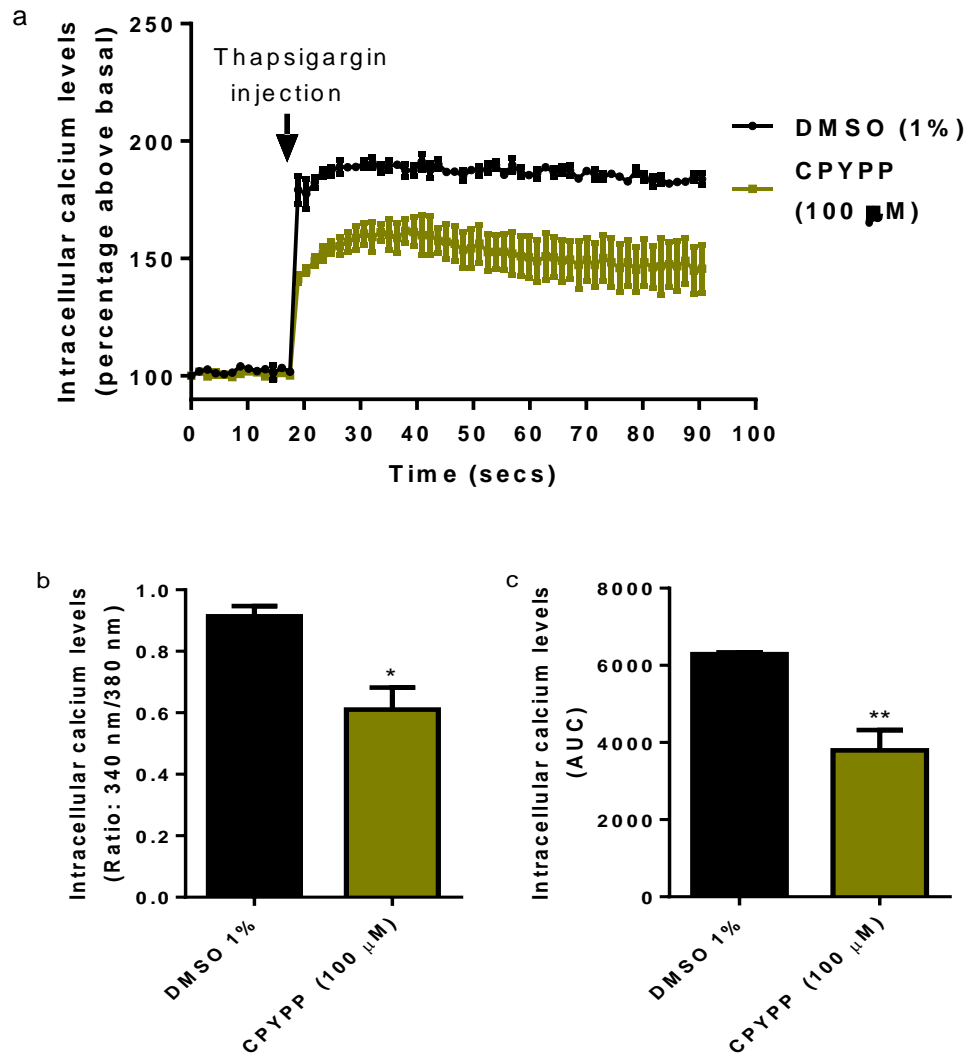 a
Intracellular calcium levels
(percentage above basal)
250
200
150
100
Thapsigargin
injection
DMSO (1%)
CPYPP
(100 μM)
0 10 20 30 40 50 60 70 80 90 100
Time (secs)
b
Intracellular calcium levels
(Ratio: 340 nm/380 nm)
1.0
0.8
0.6
0.4
0.2
0.0
*
DMSO 1%
CPYPP (100 μM)
c
Intracellular calcium levels
(AUC)
8000
6000
4000
2000
0
**
DMSO 1%
CPYPP (100 μM)